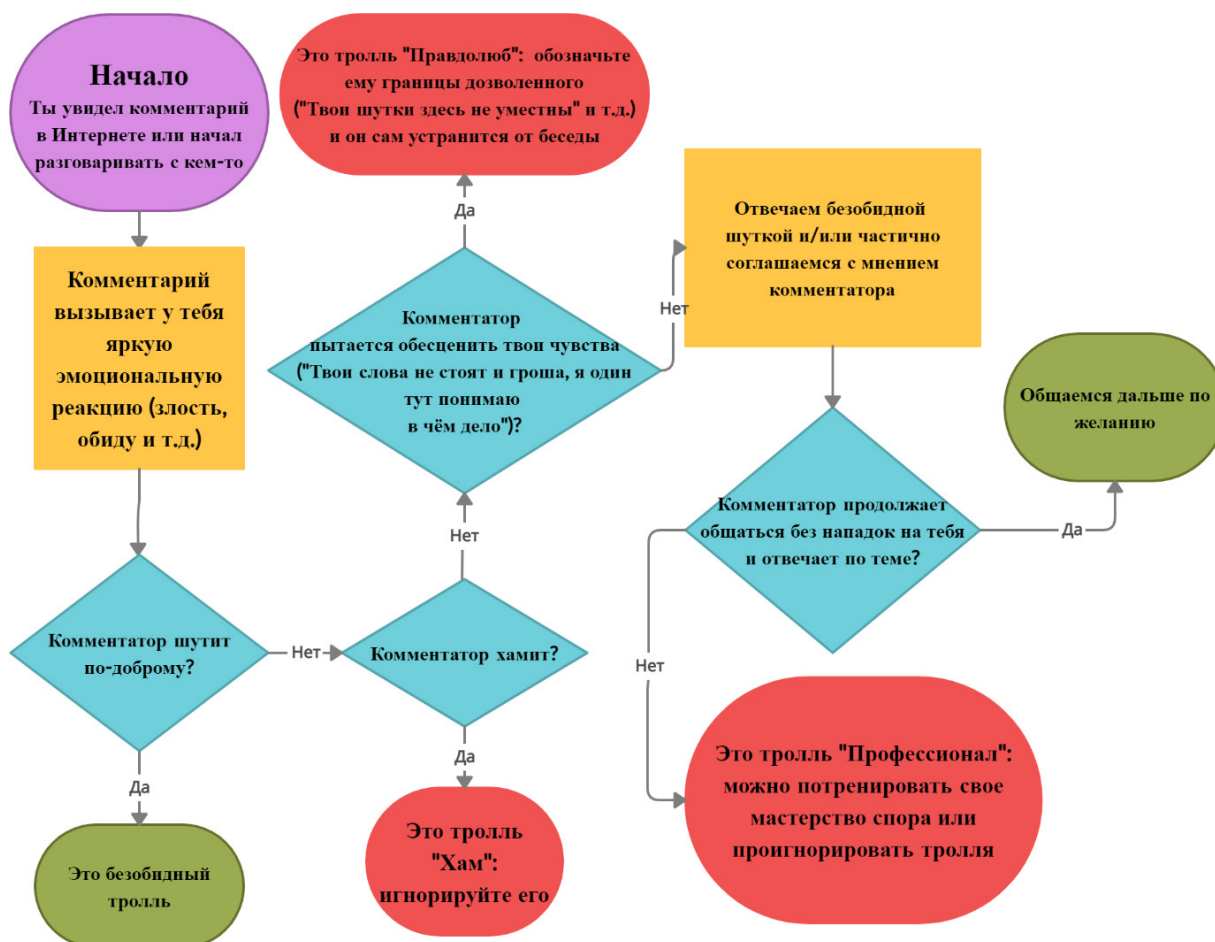 Начало
Ты увидел комментарий
в Интернете или начал
разговаривать с кем-то
Комментарий
вызывает у тебя
яркую
эмоциональную
реакцию (злость,
обиду и т.д.)
Комментатор шутит
по-доброму?
Да
Это безобидный
тролль
Нет
Комментатор хамит?
Да
Это тролль
"Хам":
игнорируйте его
Нет
Комментатор
пытается обесценить твои чувства
("Твои слова не стоят и гроша, я один
тут понимаю
в чём дело")?
Да
Это тролль "Правдолюб": обозначьте
ему границы дозволенного
("Твои шутки здесь не уместны" и т.д.)
и он сам устранится от беседы
Нет
Отвечаем безобидной
шуткой и/или частично
соглашаемся с мнением
комментатора
Комментатор продолжает
общаться без нападок на тебя
и отвечает по теме?
Да
Общаемся дальше по
желанию
Нет
Это тролль "Профессионал":
можно потренировать свое
мастерство спора или
проигнорировать тролля